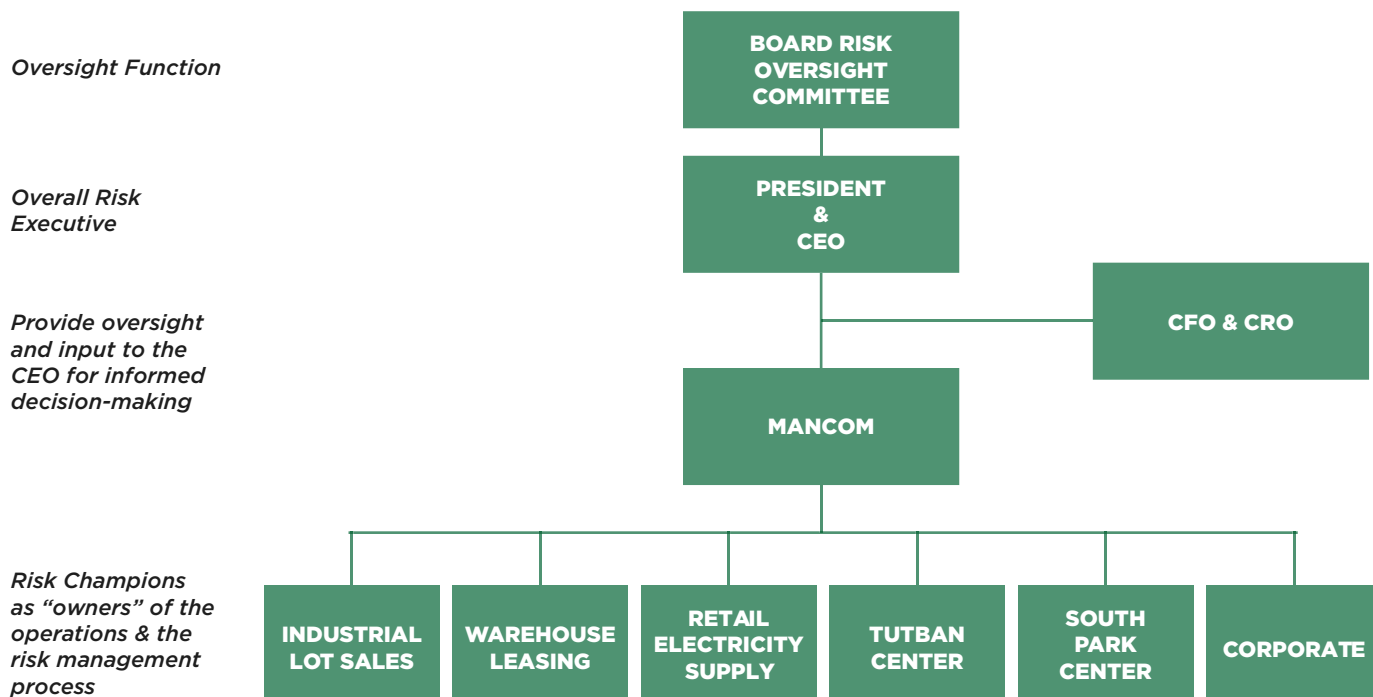 Oversight Function
BOARD RISK
OVERSIGHT
COMMITTEE
Overall Risk
Executive
PRESIDENT
&
CEO
Provide oversight
and input to the
CEO for informed
decision-making
CFO & CRO
MANCOM
Risk Champions
as “owners” of the
operations & the
risk management
process
INDUSTRIAL
LOT SALES
WAREHOUSE
LEASING
RETAIL
ELECTRICITY
SUPPLY
TUTBAN
CENTER
SOUTH
PARK
CENTER
CORPORATE